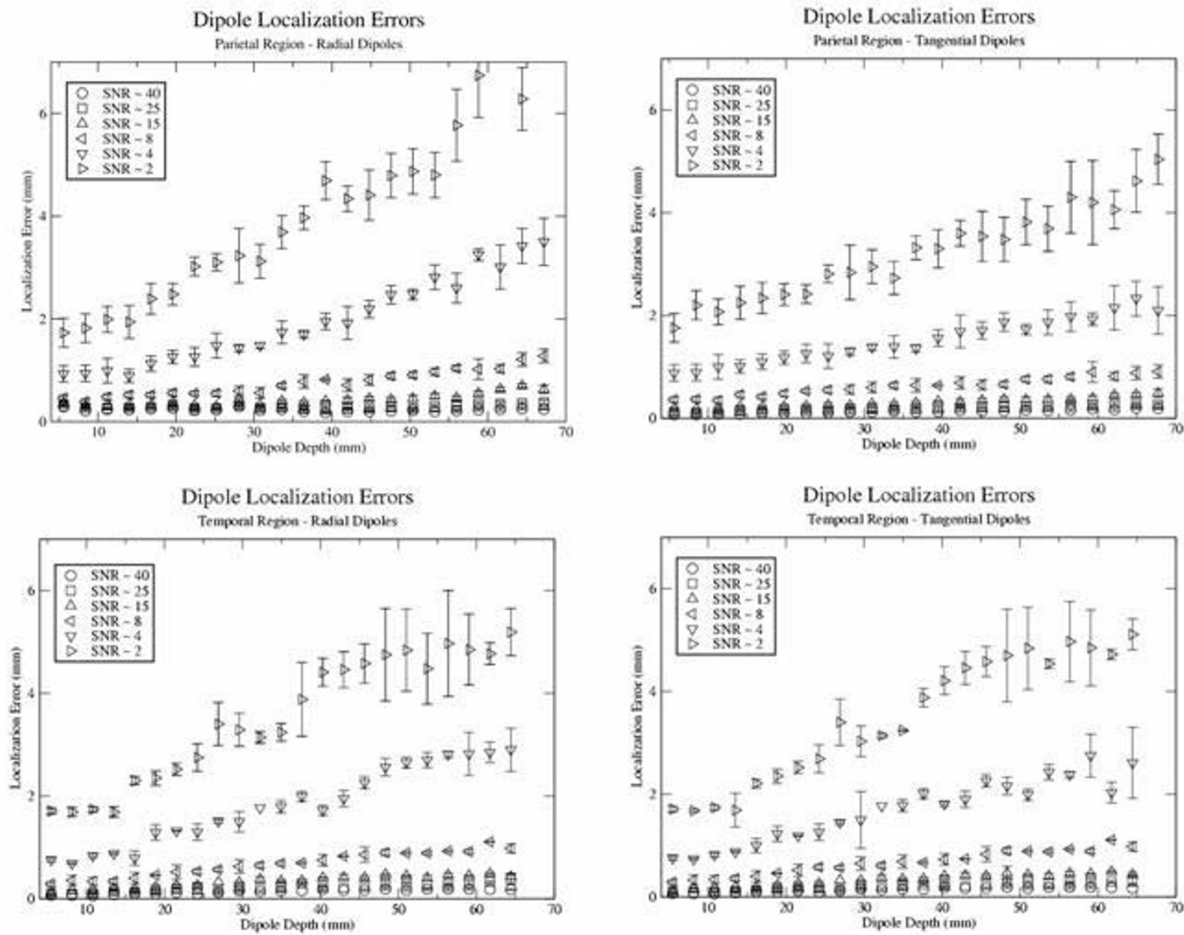 Dipole Localization Errors
Parietal Region - Radial Dipoles
SNR ~ 40
SNR ~ 25
SNR ~ 15
SNR ~ 8
SNR ~ 4
SNR ~ 2
Localization Error (mm)
6
4
2
0
10
20
30
40
50
60
70
Dipole Depth (mm)
Dipole Localization Errors
Parietal Region - Tangential Dipoles
SNR ~ 40
SNR ~ 25
SNR ~ 15
SNR ~ 8
SNR ~ 4
SNR ~ 2
Localization Error (mm)
6
4
2
0
10
20
30
40
50
60
70
Dipole Depth (mm)
Dipole Localization Errors
Temporal Region - Radial Dipoles
SNR ~ 40
SNR ~ 25
SNR ~ 15
SNR ~ 8
SNR ~ 4
SNR ~ 2
Localization Error (mm)
6
4
2
0
10
20
30
40
50
60
70
Dipole Depth (mm)
Dipole Localization Errors
Temporal Region - Tangential Dipoles
SNR ~ 40
SNR ~ 25
SNR ~ 15
SNR ~ 8
SNR ~ 4
SNR ~ 2
Localization Error (mm)
6
4
2
0
10
20
30
40
50
60
70
Dipole Depth (mm)